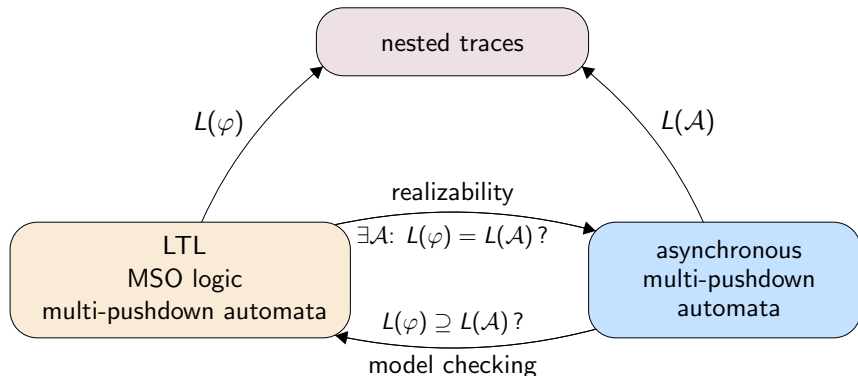 nested traces
L(φ)
L(𝒜)
realizability
∃𝒜: L(φ) = L(𝒜) ?
LTL
MSO logic
multi-pushdown automata
asynchronous
multi-pushdown
automata
L(φ) ⊇ L(𝒜) ?
model checking